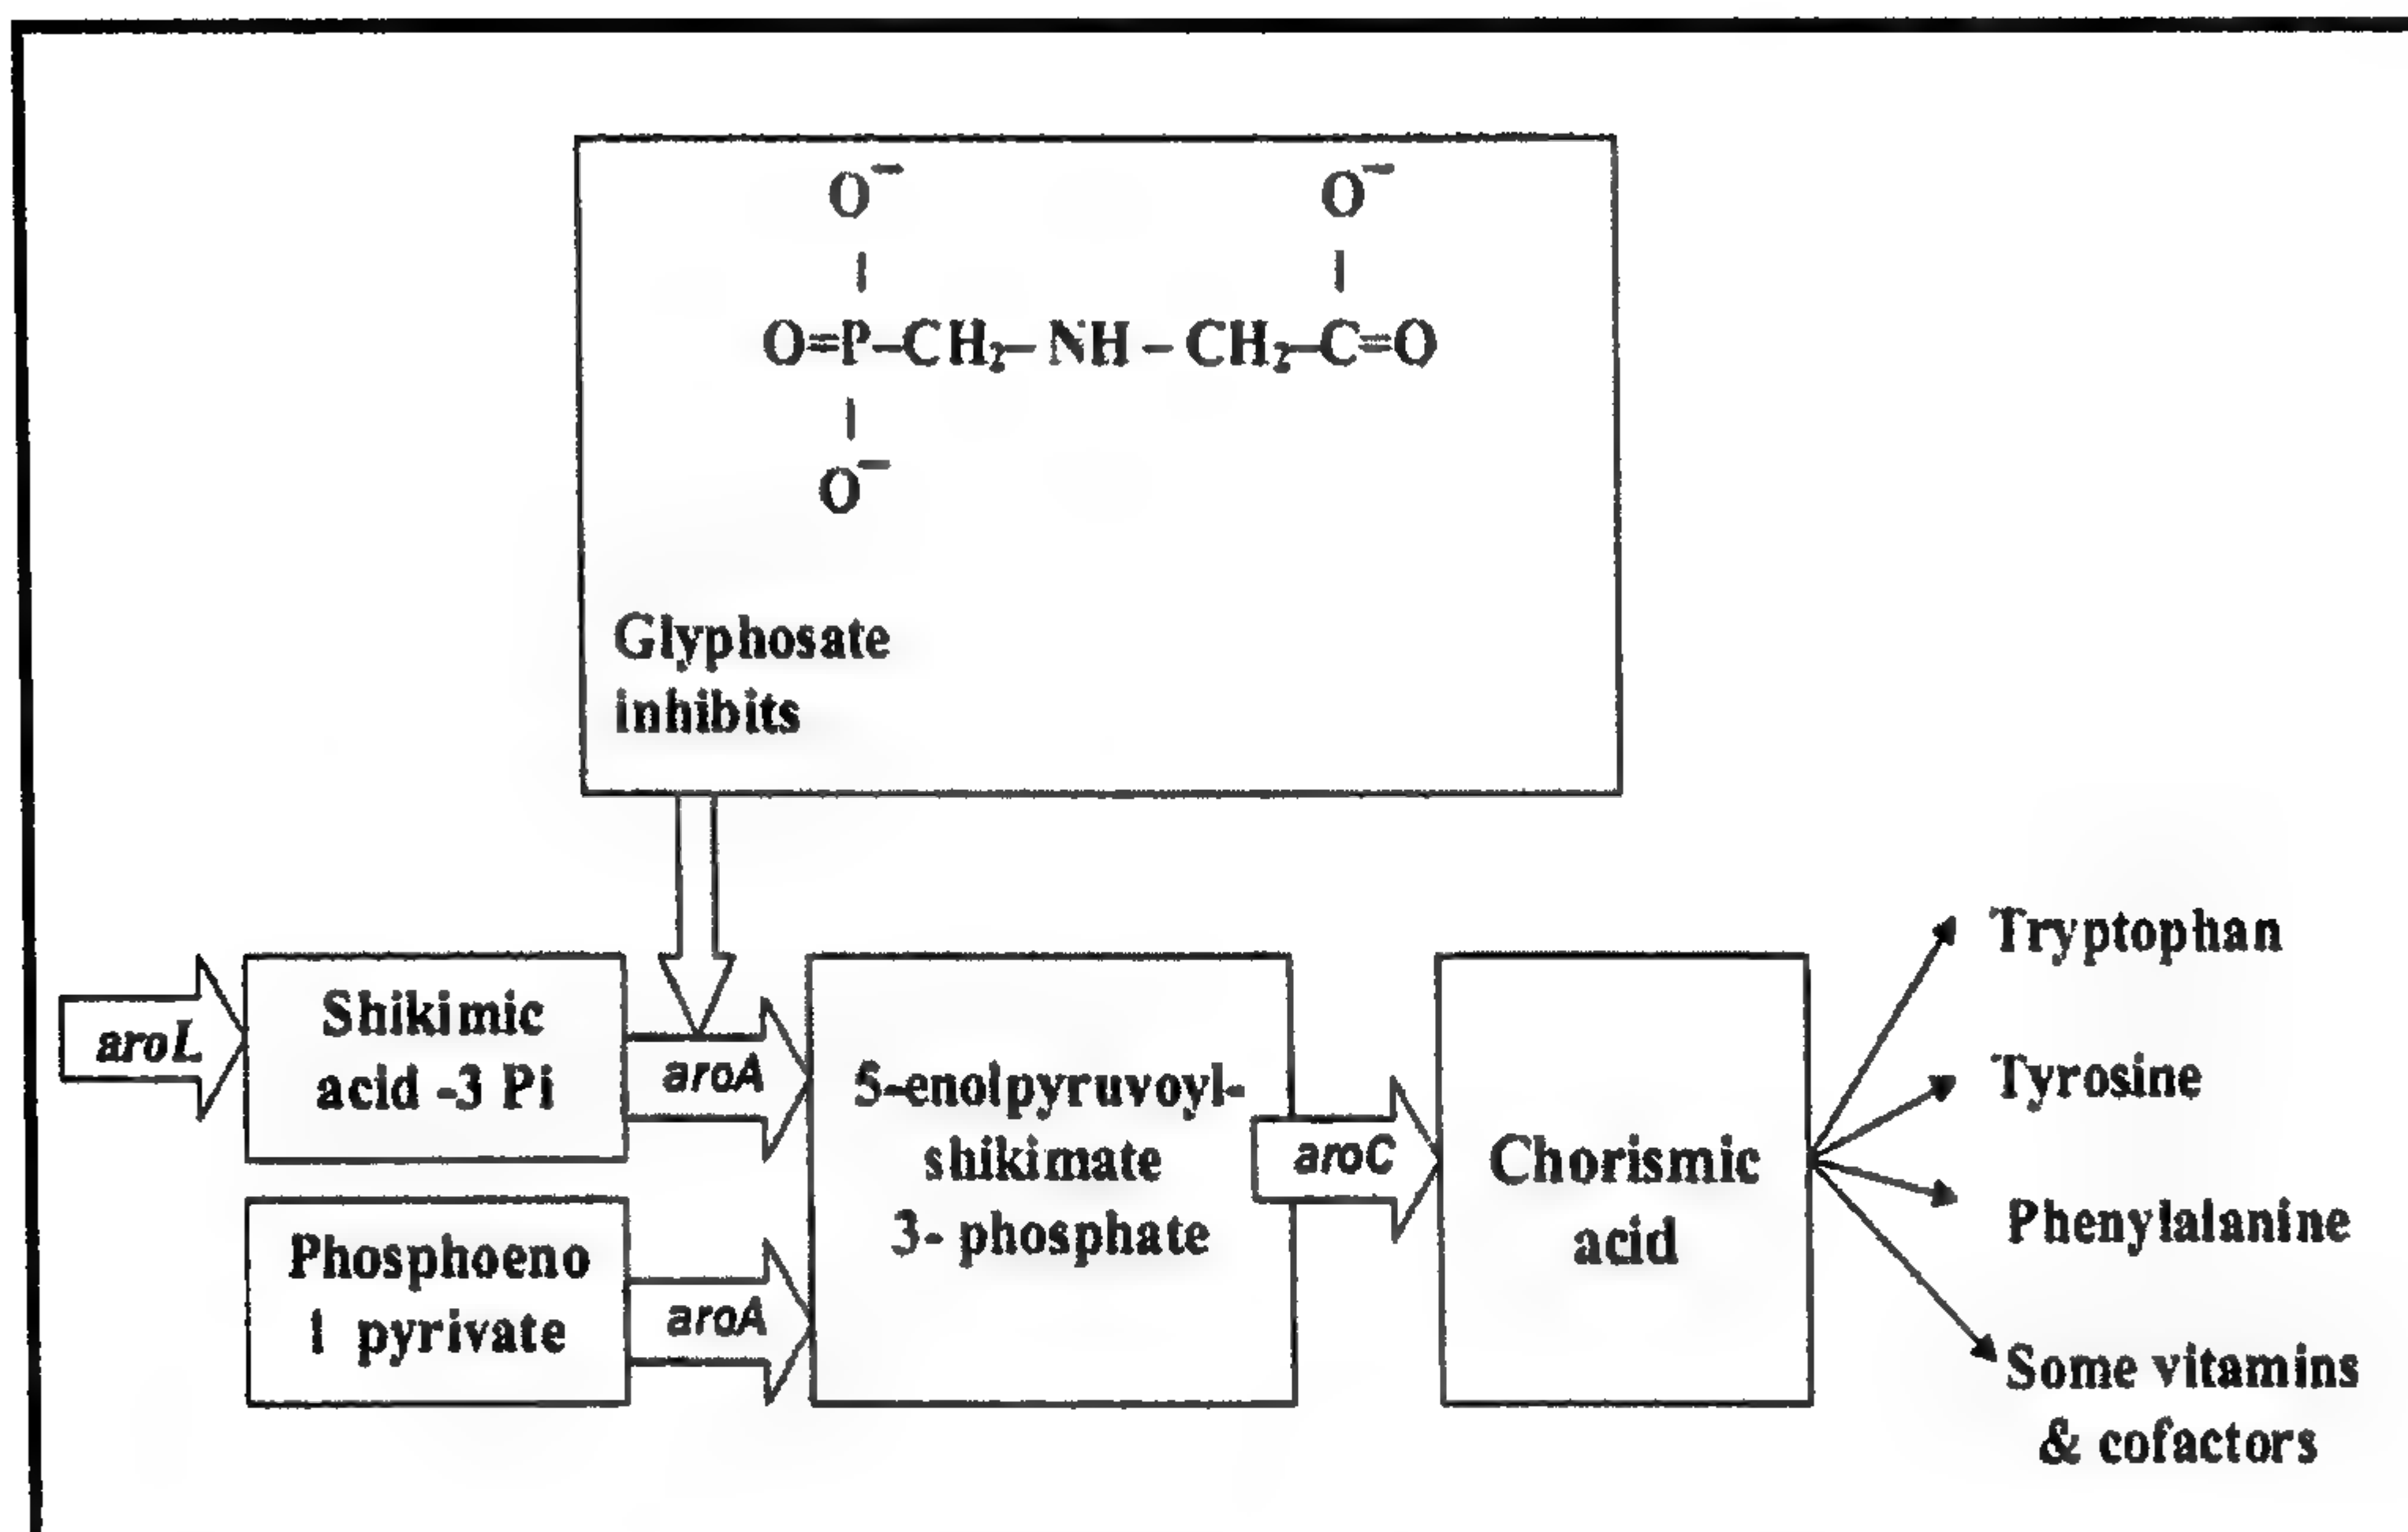 O⁻ O⁻
O=P–CH₂–NH–CH₂–C=O
O⁻
Glyphosate
inhibits
aroL
Shikimic
acid -3 Pi
aroA
Phosphoeno
l pyrivate
aroA
5-enolpyruvoyl-
shikimate
3- phosphate
aroC
Chorismic
acid
Tryptophan
Tyrosine
Phenylalanine
Some vitamins
& cofactors